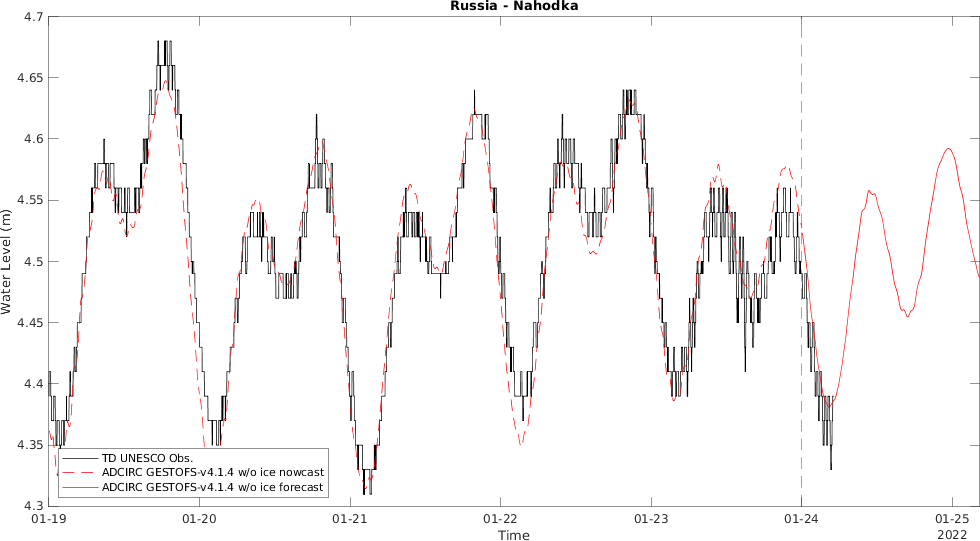 Russia - Nahodka
Water Level (m)
4.7
4.65
4.6
4.55
4.5
4.45
4.4
4.35
4.3
TD UNESCO Obs.
ADCIRC GESTOFS-v4.1.4 w/o ice nowcast
ADCIRC GESTOFS-v4.1.4 w/o ice forecast
01-19 01-20 01-21 01-22 01-23 01-24 01-25
Time 2022